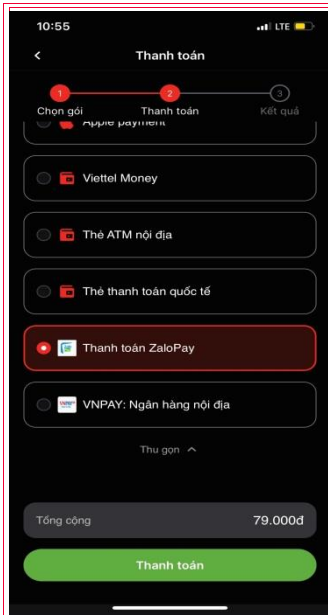 10:55
LTE
Thanh toán
1
2
3
Chọn gói
Thanh toán
Kết quả
Apple payment
Viettel Money
Thẻ ATM nội địa
Thẻ thanh toán quốc tế
Thanh toán ZaloPay
VNPAY: Ngân hàng nội địa
Thu gọn
Tổng cộng
79.000đ
Thanh toán